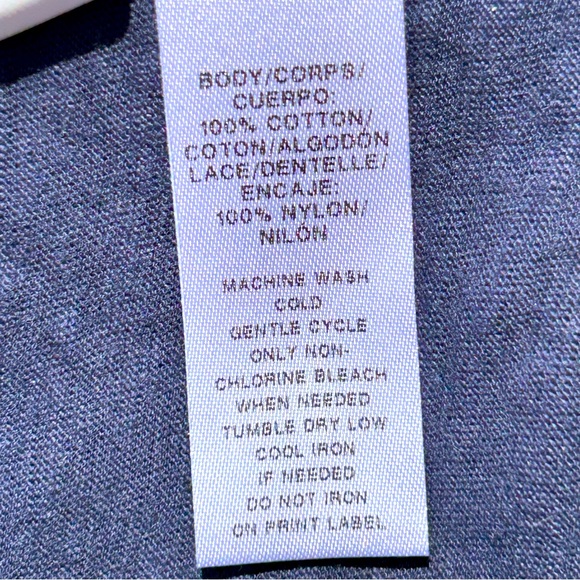 BODY/CORPS/
CUERPO:
100% COTTON/
COTON/ALGODÓN
LACE/DENTELLE/
ENCAJE:
100% NYLON/
NILÓN
MACHINE WASH
COLD
GENTLE CYCLE
ONLY NON-
CHLORINE BLEACH
WHEN NEEDED
TUMBLE DRY LOW
COOL IRON
IF NEEDED
DO NOT IRON
ON PRINT LABEL